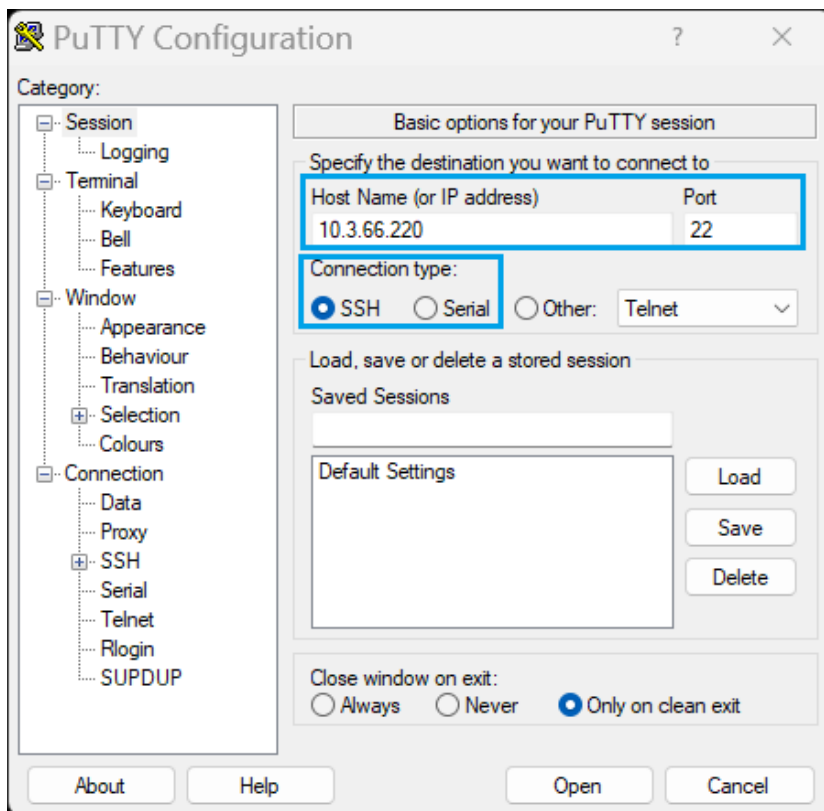 PuTTY Configuration
?
Category:
Session
Logging
Terminal
Keyboard
Bell
Features
Window
Appearance
Behaviour
Translation
Selection
Colours
Connection
Data
Proxy
SSH
Serial
Telnet
Rlogin
SUPDUP
Basic options for your PuTTY session
Specify the destination you want to connect to
Host Name (or IP address) Port
10.3.66.220 22
Connection type:
SSH Serial Other: Telnet
Load, save or delete a stored session
Saved Sessions
Default Settings
Load
Save
Delete
Close window on exit:
Always Never Only on clean exit
About Help Open Cancel